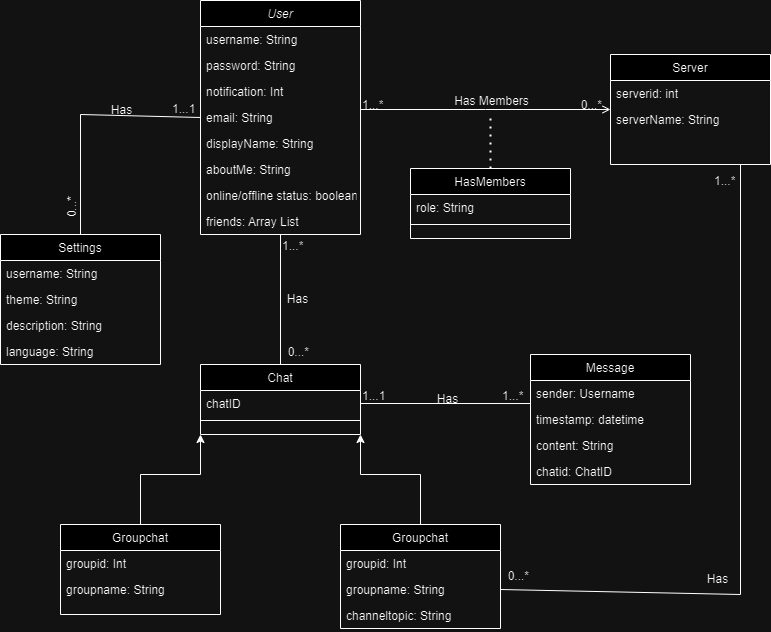 User
username: String
password: String
notification: Int
email: String
displayName: String
aboutMe: String
online/offline status: boolean
friends: Array List
Has
1...1
0...*
1...*
Has Members
0...*
Server
serverid: int
serverName: String
HasMembers
role: String
1...*
Settings
username: String
theme: String
description: String
language: String
1...*
Has
0...*
Chat
chatID
1...1
Has
1...*
Message
sender: Username
timestamp: datetime
content: String
chatid: ChatID
Groupchat
groupid: Int
groupname: String
Groupchat
groupid: Int
groupname: String
channeltopic: String
0...*
Has